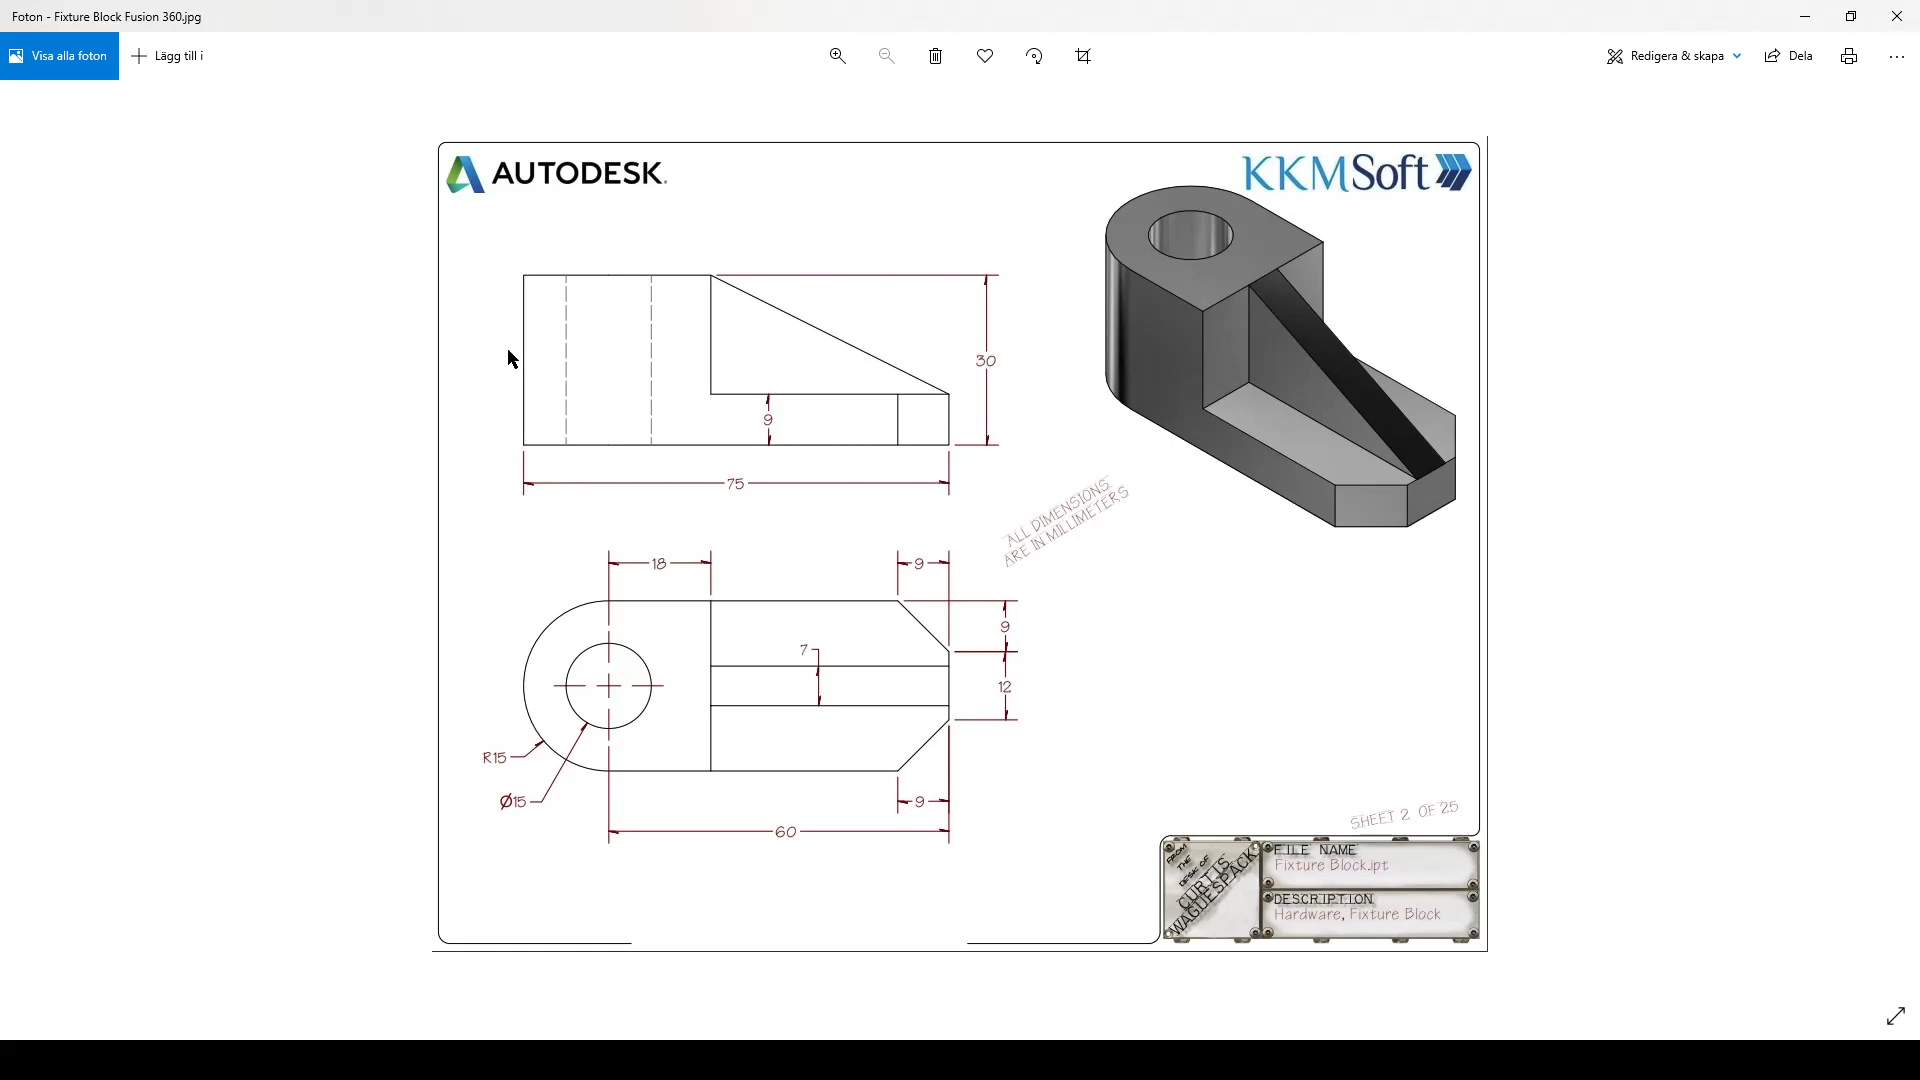 Foton - Fixture Block Fusion 360.jpg
Visa alla foton
Lägg till i
Redigera & skapa
Dela
AUTODESK.
KKMSoft
30
9
75
ALL DIMENSIONS
ARE IN MILLIMETERS
18
9
9
7
12
R15
Ø15
9
60
SHEET 2 OF 25
FROM
THE
DESK OF
CURTIS
WAGUESPACK
FILE NAME
Fixture Block.ipt
DESCRIPTION
Hardware, Fixture Block